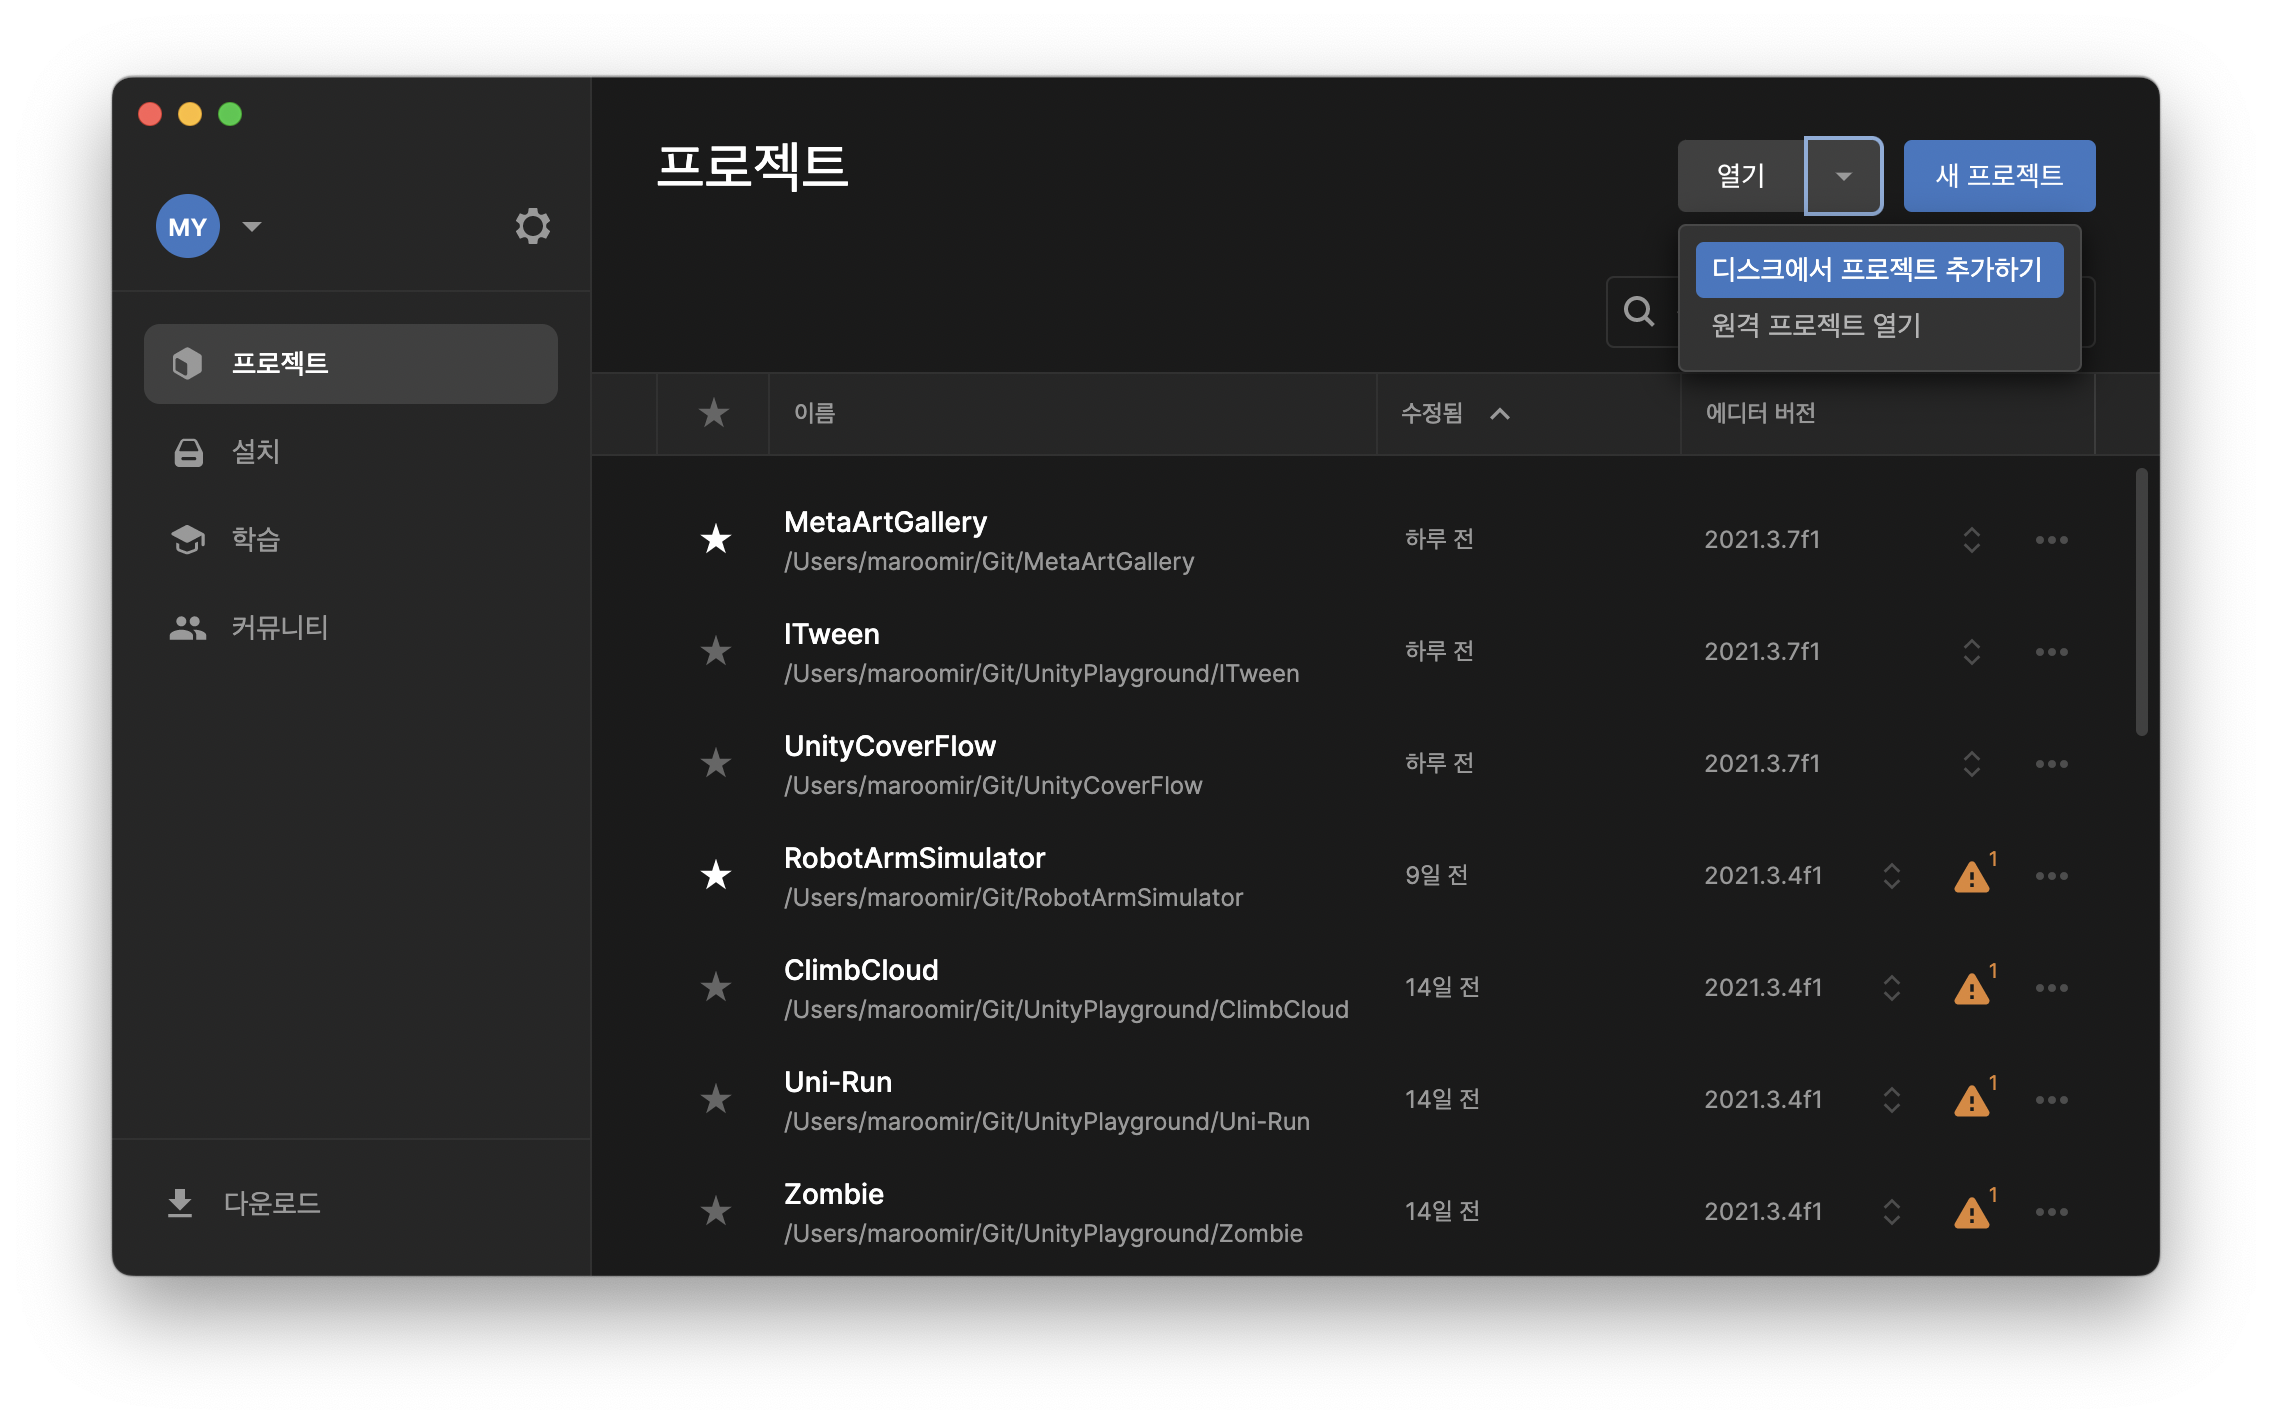 MY
프로젝트
설치
학습
커뮤니티
다운로드
프로젝트
열기
새 프로젝트
디스크에서 프로젝트 추가하기
원격 프로젝트 열기
이름
수정됨
에디터 버전
MetaArtGallery
/Users/maroomir/Git/MetaArtGallery
하루 전
2021.3.7f1
ITween
/Users/maroomir/Git/UnityPlayground/ITween
하루 전
2021.3.7f1
UnityCoverFlow
/Users/maroomir/Git/UnityCoverFlow
하루 전
2021.3.7f1
RobotArmSimulator
/Users/maroomir/Git/RobotArmSimulator
9일 전
2021.3.4f1
1
ClimbCloud
/Users/maroomir/Git/UnityPlayground/ClimbCloud
14일 전
2021.3.4f1
1
Uni-Run
/Users/maroomir/Git/UnityPlayground/Uni-Run
14일 전
2021.3.4f1
1
Zombie
/Users/maroomir/Git/UnityPlayground/Zombie
14일 전
2021.3.4f1
1